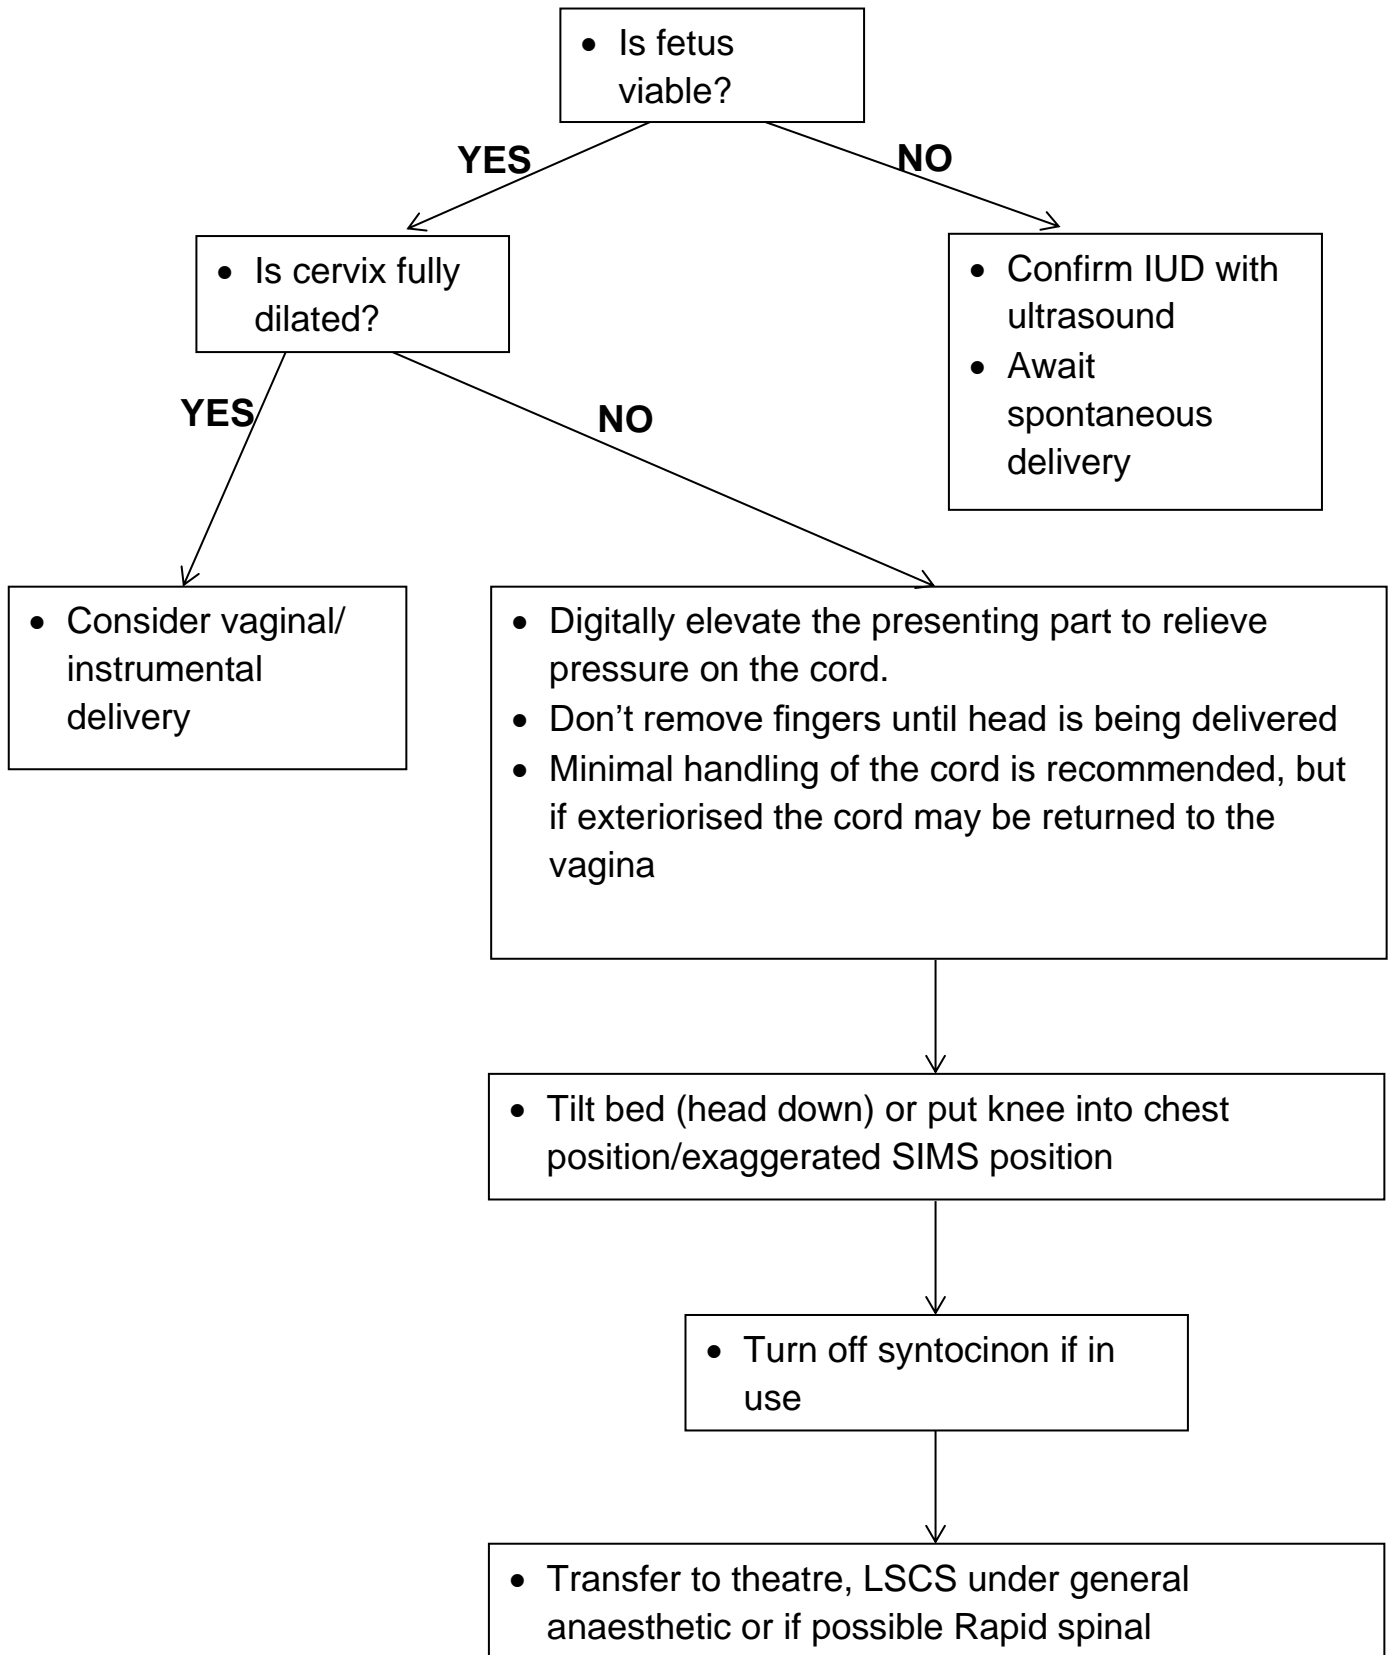 • Is fetus
viable?
YES
NO
• Is cervix fully
dilated?
• Confirm IUD with
ultrasound
• Await
spontaneous
delivery
YES
NO
• Consider vaginal/
instrumental
delivery
• Digitally elevate the presenting part to relieve
pressure on the cord.
• Don’t remove fingers until head is being delivered
• Minimal handling of the cord is recommended, but
if exteriorised the cord may be returned to the
vagina
• Tilt bed (head down) or put knee into chest
position/exaggerated SIMS position
• Turn off syntocinon if in
use
• Transfer to theatre, LSCS under general
anaesthetic or if possible Rapid spinal